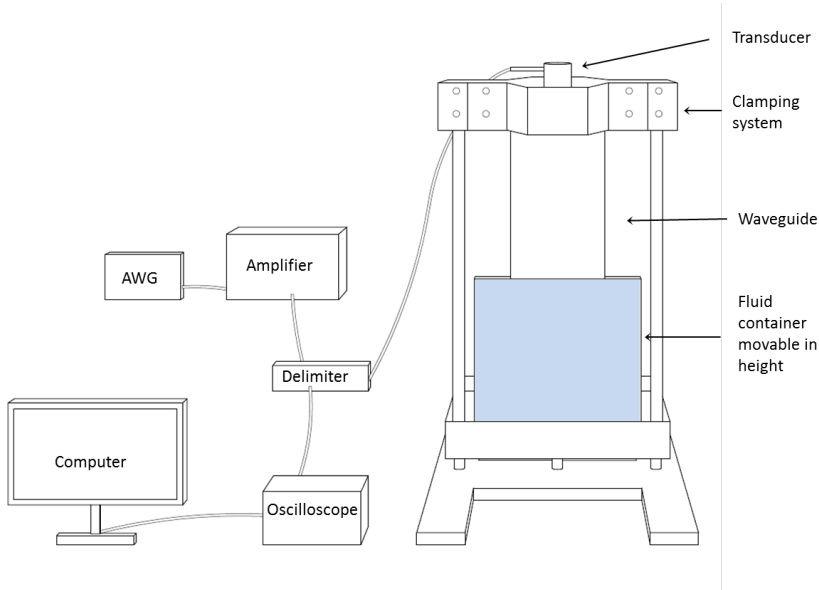 Transducer
Clamping
system
Waveguide
Fluid
container
movable in
height
AWG
Amplifier
Delimiter
Computer
Oscilloscope